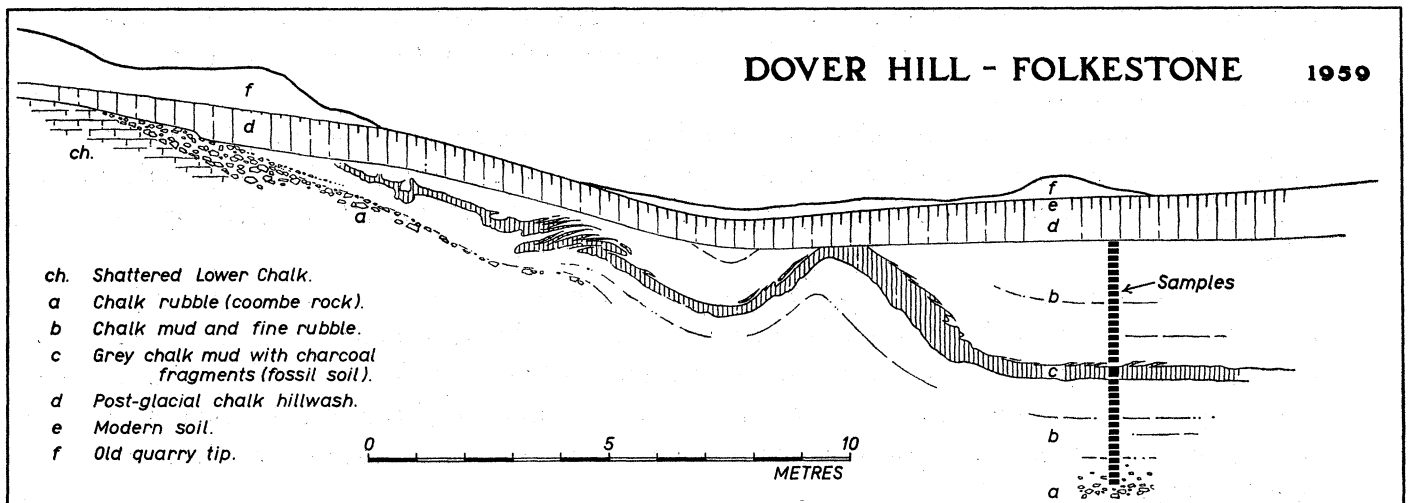 DOVER HILL - FOLKESTONE 1959
f
d
ch.
a
f
e
d
b
Samples
c
b
a
ch. Shattered Lower Chalk.
a Chalk rubble (coombe rock).
b Chalk mud and fine rubble.
c Grey chalk mud with charcoal
fragments (fossil soil).
d Post-glacial chalk hillwash.
e Modern soil.
f Old quarry tip.
0 5 10
METRES